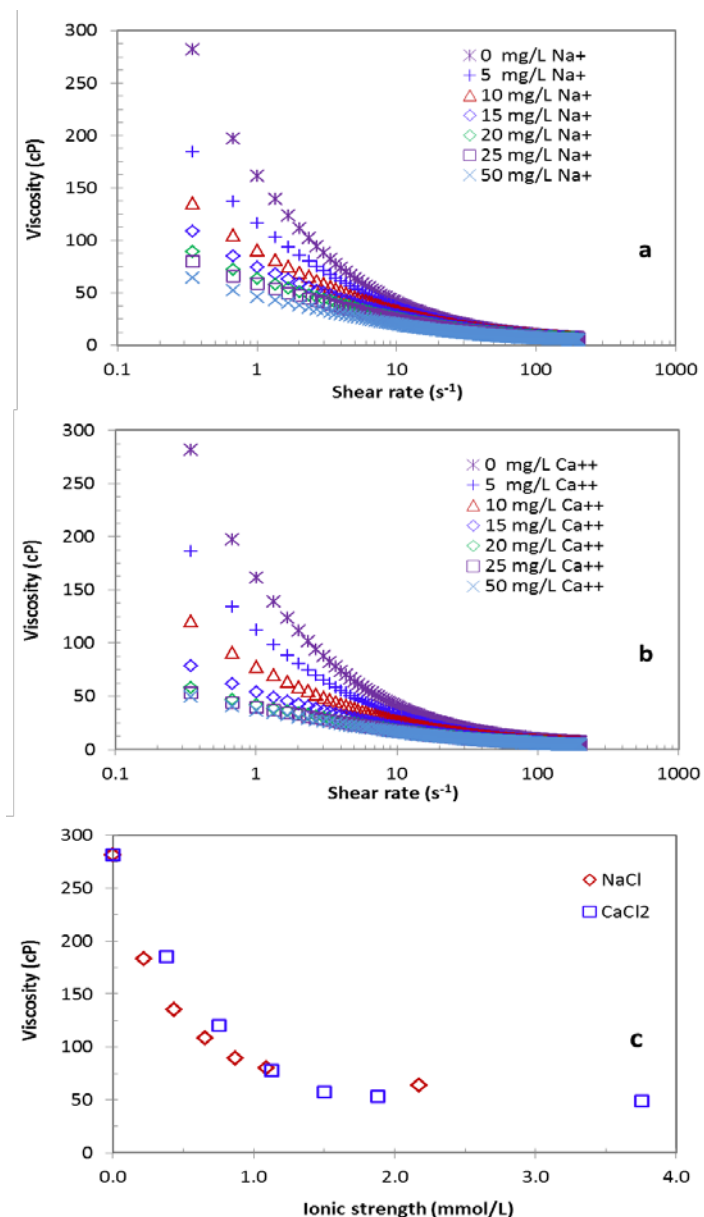 300
250
200
150
100
50
0
Viscosity (cP)
0 mg/L Na+
5 mg/L Na+
10 mg/L Na+
15 mg/L Na+
20 mg/L Na+
25 mg/L Na+
50 mg/L Na+
a
0.1 1 10 100 1000
Shear rate (s⁻¹)
300
250
200
150
100
50
0
Viscosity (cP)
0 mg/L Ca++
5 mg/L Ca++
10 mg/L Ca++
15 mg/L Ca++
20 mg/L Ca++
25 mg/L Ca++
50 mg/L Ca++
b
0.1 1 10 100 1000
Shear rate (s⁻¹)
300
250
200
150
100
50
0
Viscosity (cP)
NaCl
CaCl2
c
0.0 1.0 2.0 3.0 4.0
Ionic strength (mmol/L)